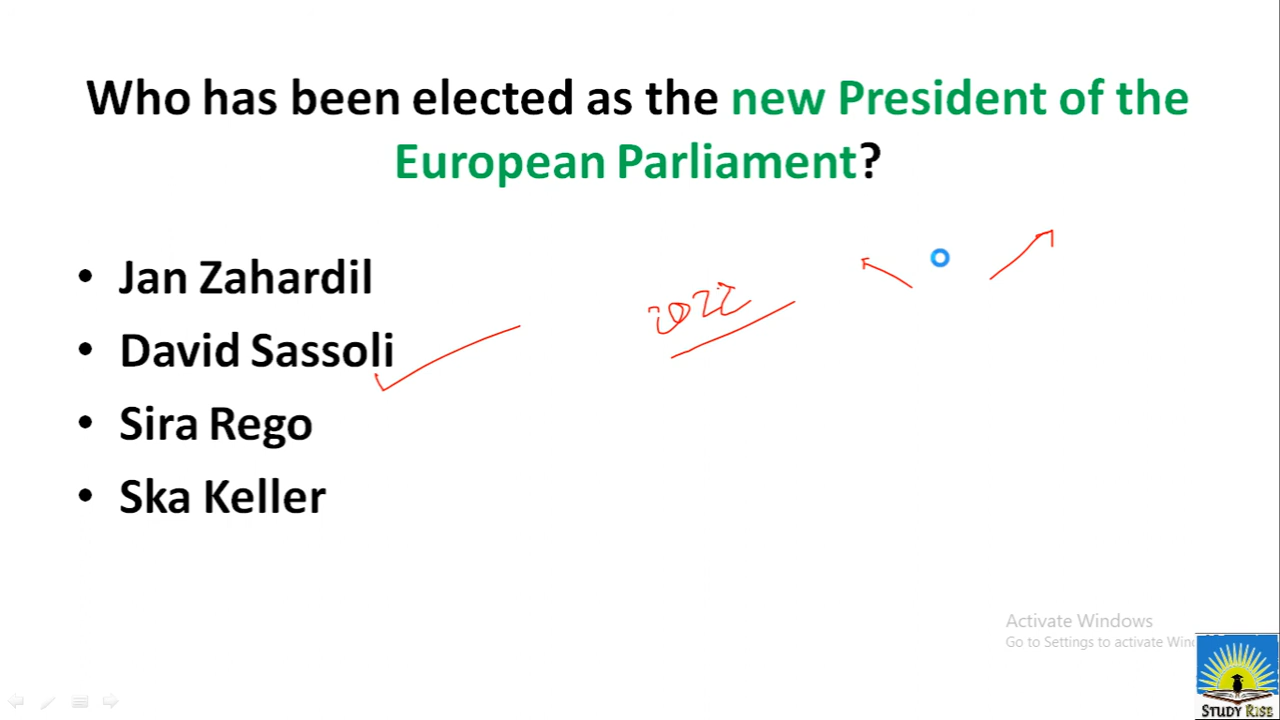 Who has been elected as the new President of the
European Parliament?
• Jan Zahardil
• David Sassoli
• Sira Rego
• Ska Keller
2022
Activate Windows
Go to Settings to activate
STUDY RISE